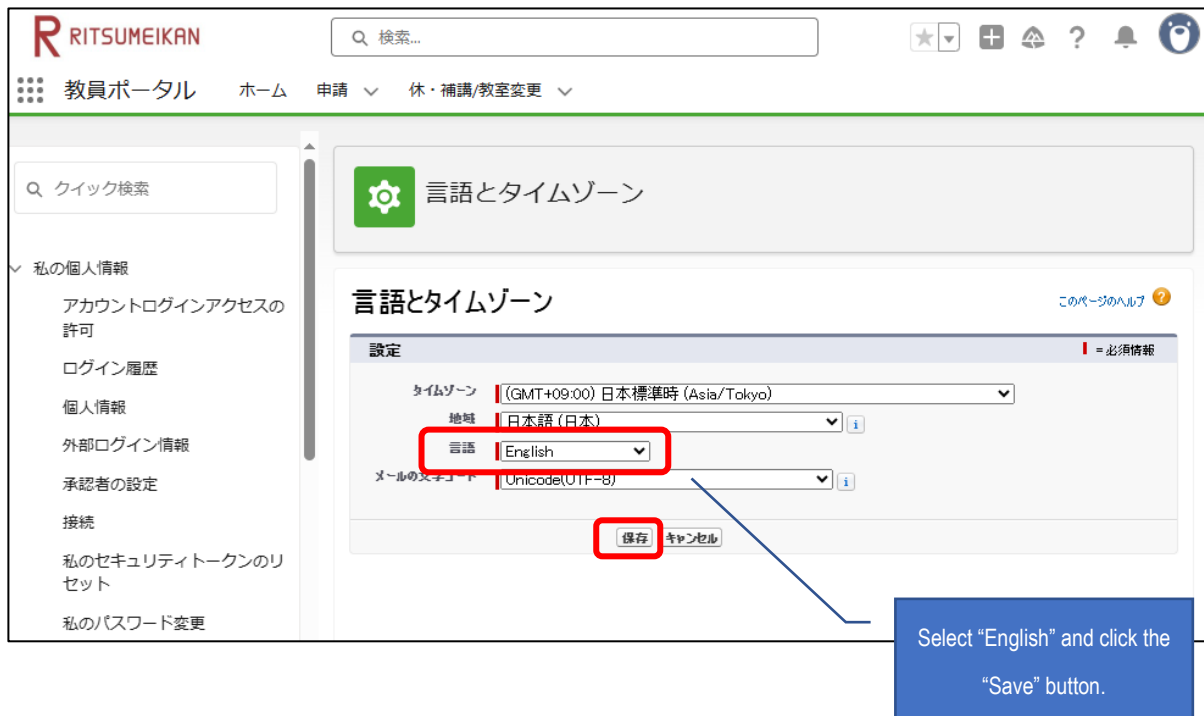 RITSUMEIKAN
検索...
教員ポータル ホーム 申請 休・補講/教室変更
クイック検索
私の個人情報
アカウントログインアクセスの
許可
ログイン履歴
個人情報
外部ログイン情報
承認者の設定
接続
私のセキュリティトークンのリ
セット
私のパスワード変更
言語とタイムゾーン
言語とタイムゾーン
このページのヘルプ
設定
= 必須情報
タイムゾーン (GMT+09:00) 日本標準時 (Asia/Tokyo)
地域 日本語 (日本)
言語 English
メールの文字コード Unicode(UTF-8)
保存 キャンセル
Select “English” and click the
“Save” button.